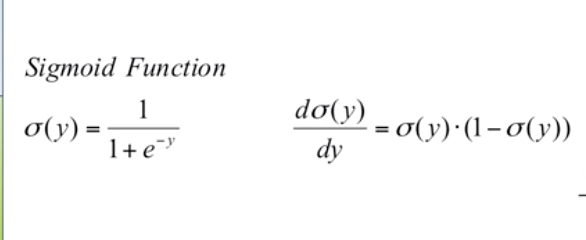 Sigmoid Function
σ(y) = 1 / (1 + e^{-y})    dσ(y)/dy = σ(y)·(1 − σ(y))